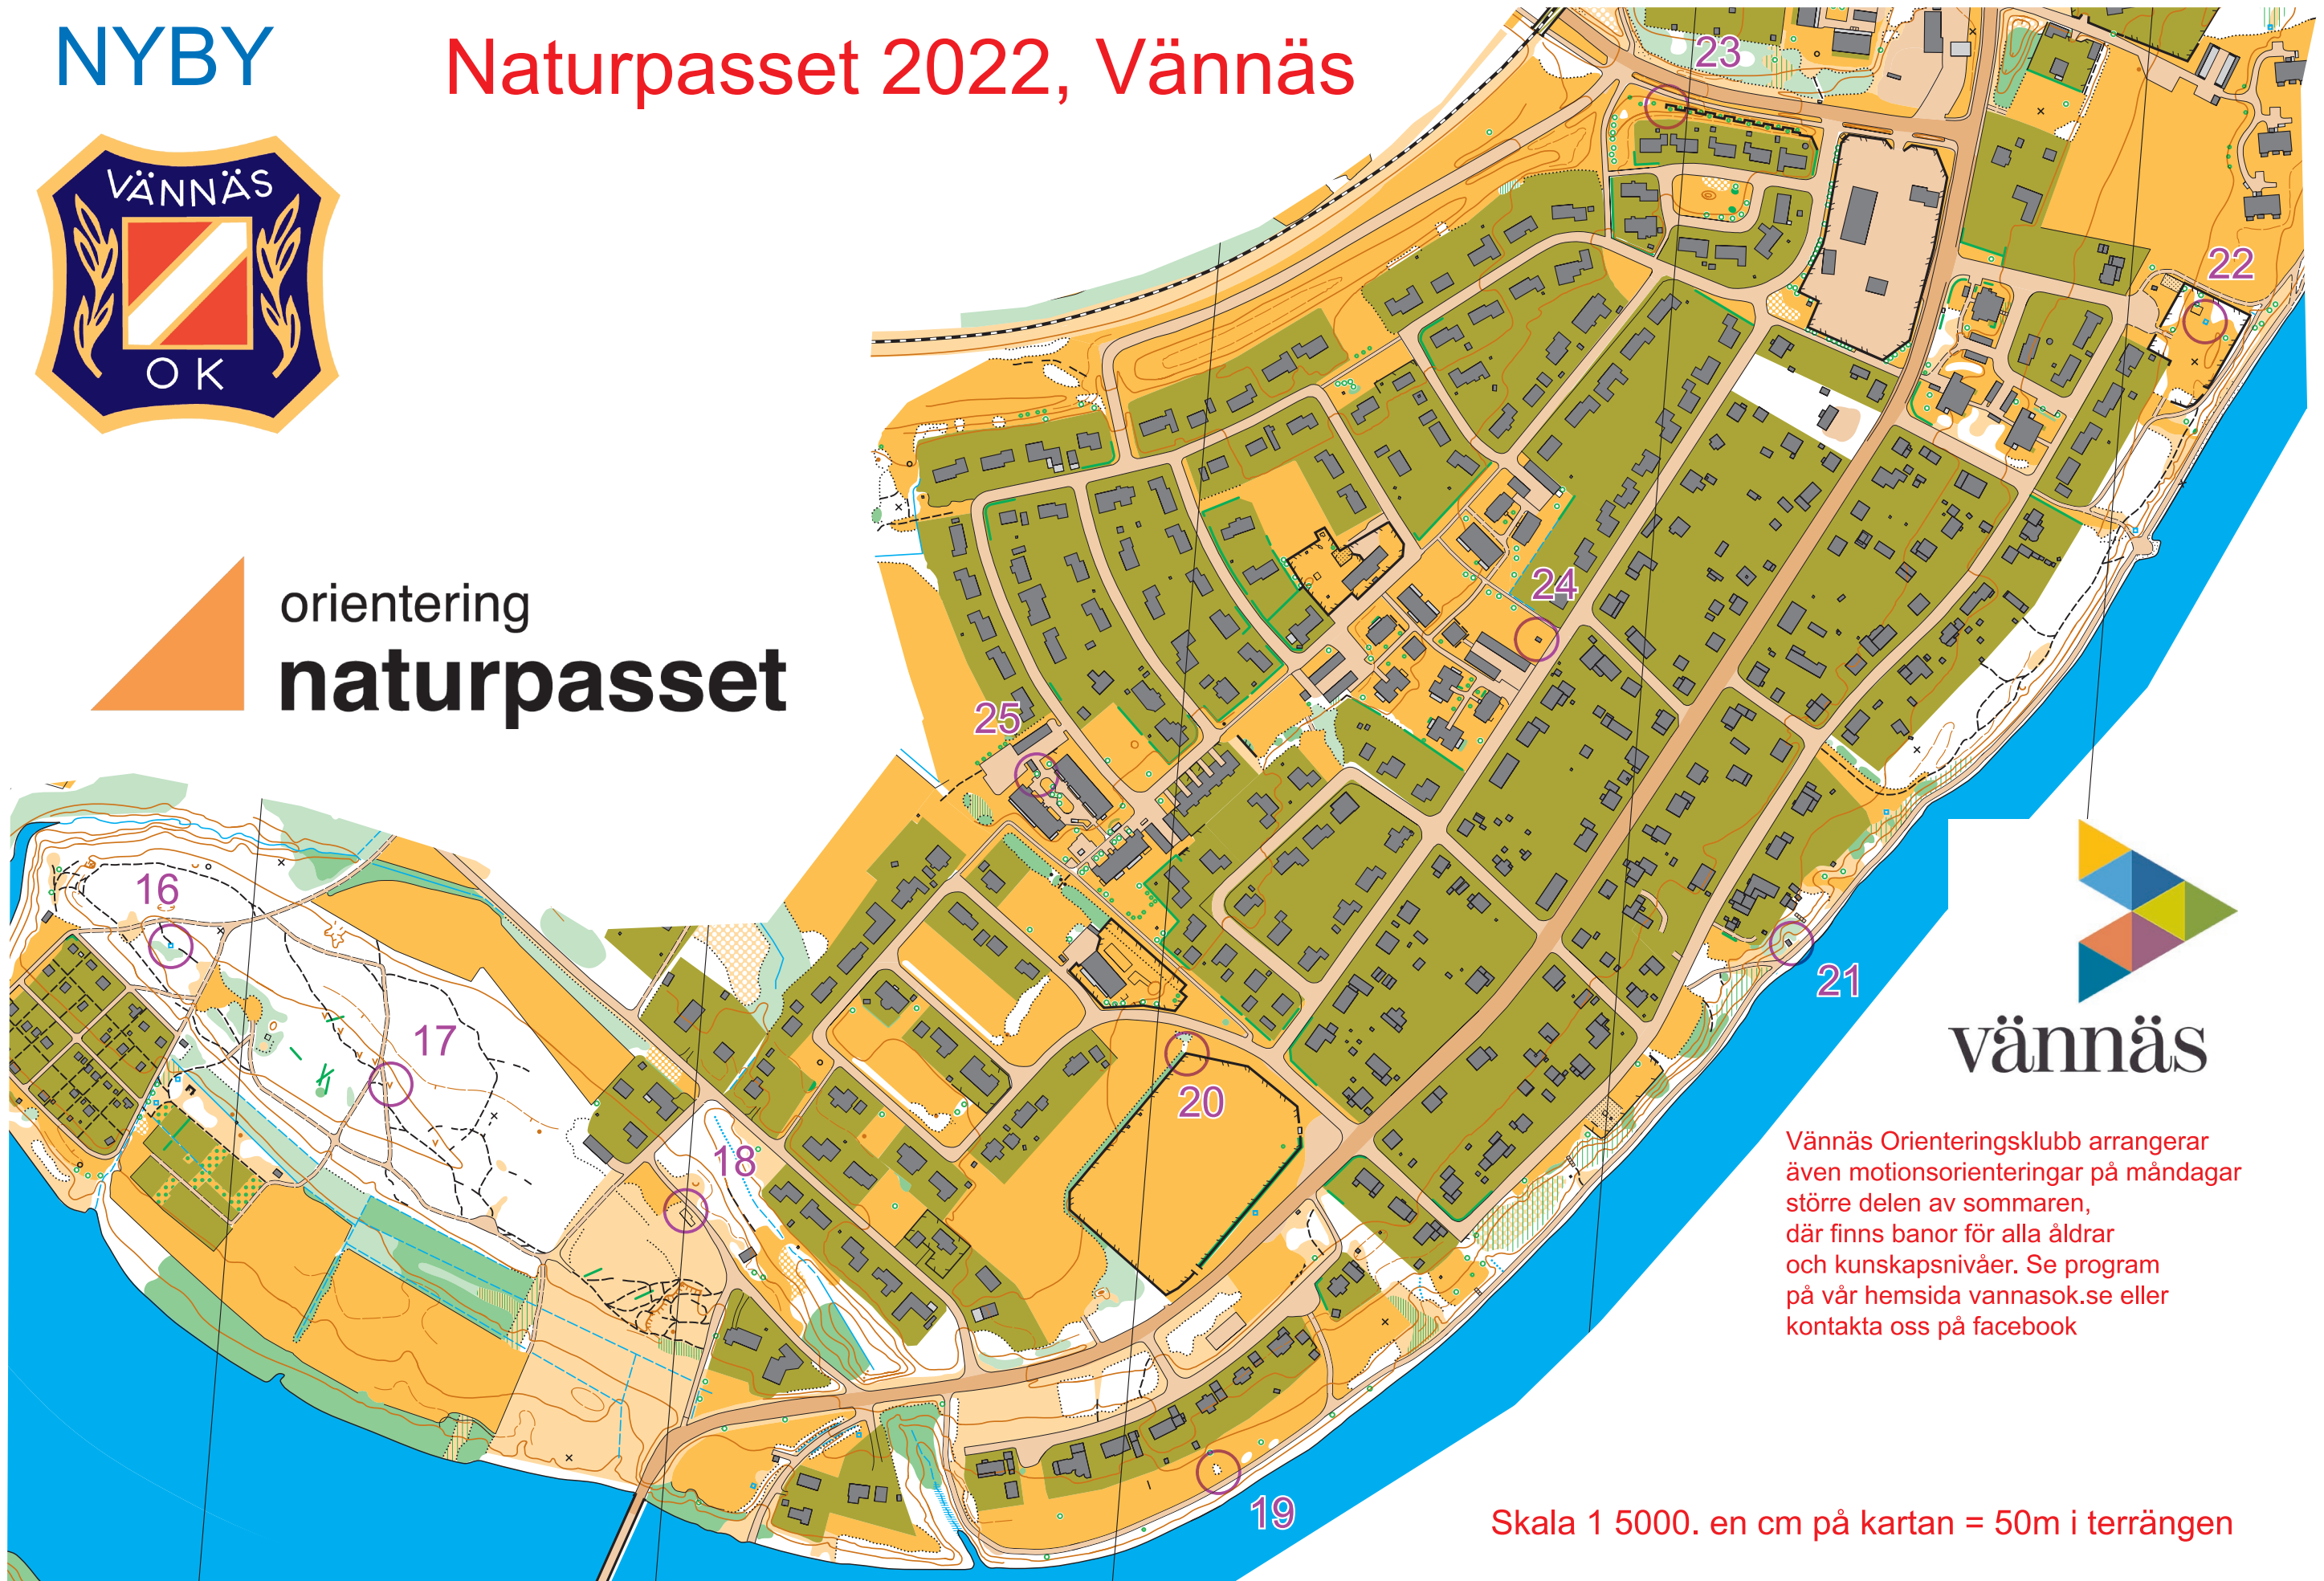 NYBY
Naturpasset 2022, Vännäs
VÄNNÄS
OK
orientering
naturpasset
23
22
24
25
16
17
18
20
21
19
vännäs
Vännäs Orienteringsklubb arrangerar
även motionsorienteringar på måndagar
större delen av sommaren,
där finns banor för alla åldrar
och kunskapsnivåer. Se program
på vår hemsida vannasok.se eller
kontakta oss på facebook
Skala 1 5000. en cm på kartan = 50m i terrängen